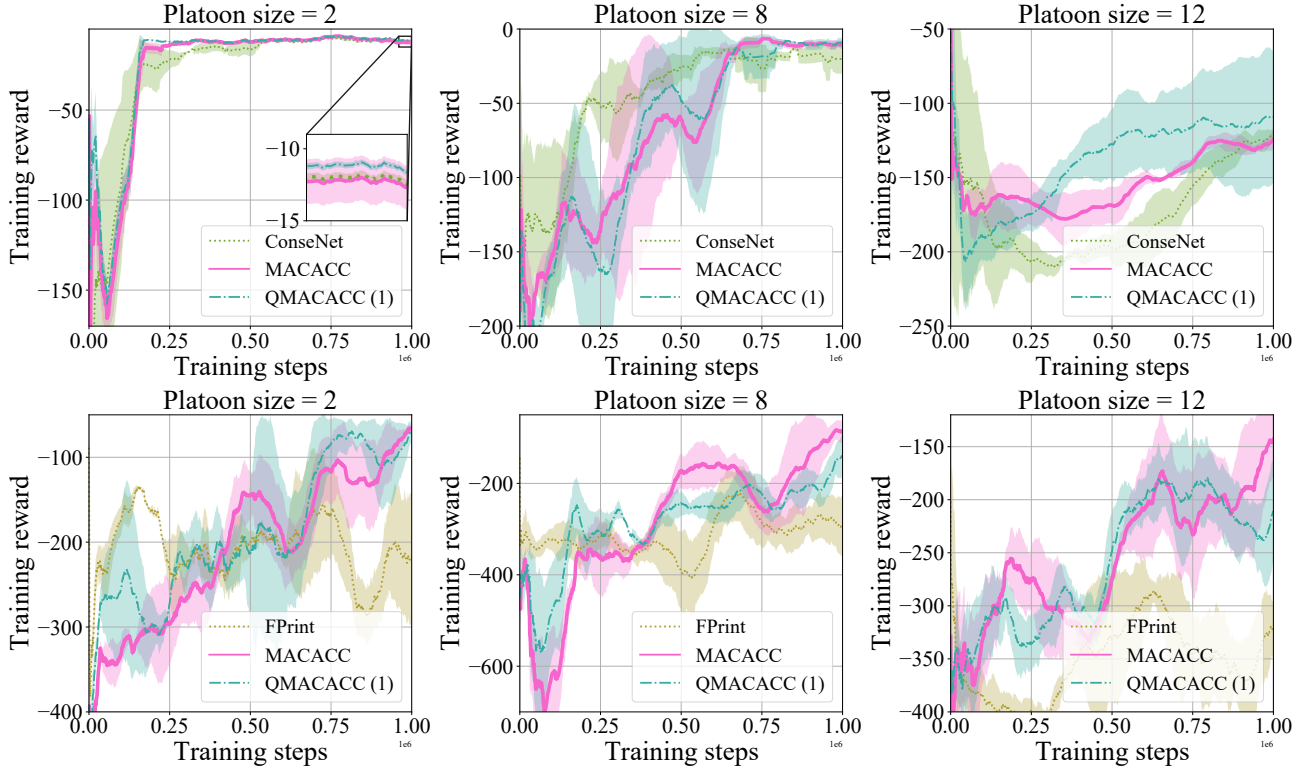 Platoon size = 2
Training reward
−50
−100
−150
−10
−15
ConseNet
MACACC
QMACACC (1)
0.00 0.25 0.50 0.75 1.00
1e6
Training steps
Platoon size = 8
Training reward
0
−50
−100
−150
−200
ConseNet
MACACC
QMACACC (1)
0.00 0.25 0.50 0.75 1.00
1e6
Training steps
Platoon size = 12
Training reward
−50
−100
−150
−200
−250
ConseNet
MACACC
QMACACC (1)
0.00 0.25 0.50 0.75 1.00
1e6
Training steps
Platoon size = 2
Training reward
−100
−200
−300
−400
FPrint
MACACC
QMACACC (1)
0.00 0.25 0.50 0.75 1.00
1e6
Training steps
Platoon size = 8
Training reward
−200
−400
−600
FPrint
MACACC
QMACACC (1)
0.00 0.25 0.50 0.75 1.00
1e6
Training steps
Platoon size = 12
Training reward
−150
−200
−250
−300
−350
−400
FPrint
MACACC
QMACACC (1)
0.00 0.25 0.50 0.75 1.00
1e6
Training steps